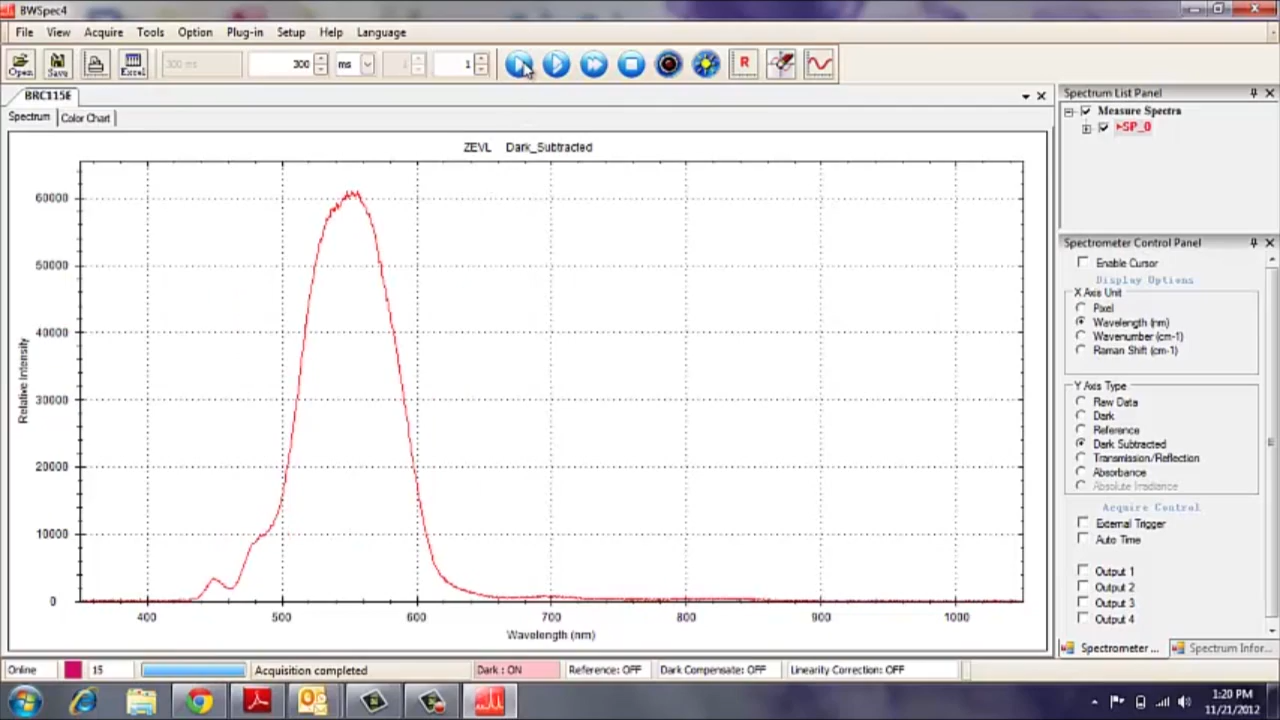 BWSpec4
File View Acquire Tools Option Plug-in Setup Help Language
Open Save Excel 300 ms 300 ms 1 1 R
BRC115E
Spectrum Color Chart
ZEVL Dark_Subtracted
60000
50000
40000
30000
20000
10000
0
Relative Intensity
400 500 600 700 800 900 1000
Wavelength (nm)
Spectrum List Panel
Measure Spectra
SP_0
Spectrometer Control Panel
Enable Cursor
Display Options
X Axis Unit
Pixel
Wavelength (nm)
Wavenumber (cm-1)
Raman Shift (cm-1)
Y Axis Type
Raw Data
Dark
Reference
Dark Subtracted
Transmission/Reflection
Absorbance
Absolute Irradiance
Acquire Control
External Trigger
Auto Time
Output 1
Output 2
Output 3
Output 4
Spectrometer ... Spectrum Infor...
Online 15 Acquisition completed Dark : ON Reference: OFF Dark Compensate: OFF Linearity Correction: OFF
1:20 PM
11/21/2012